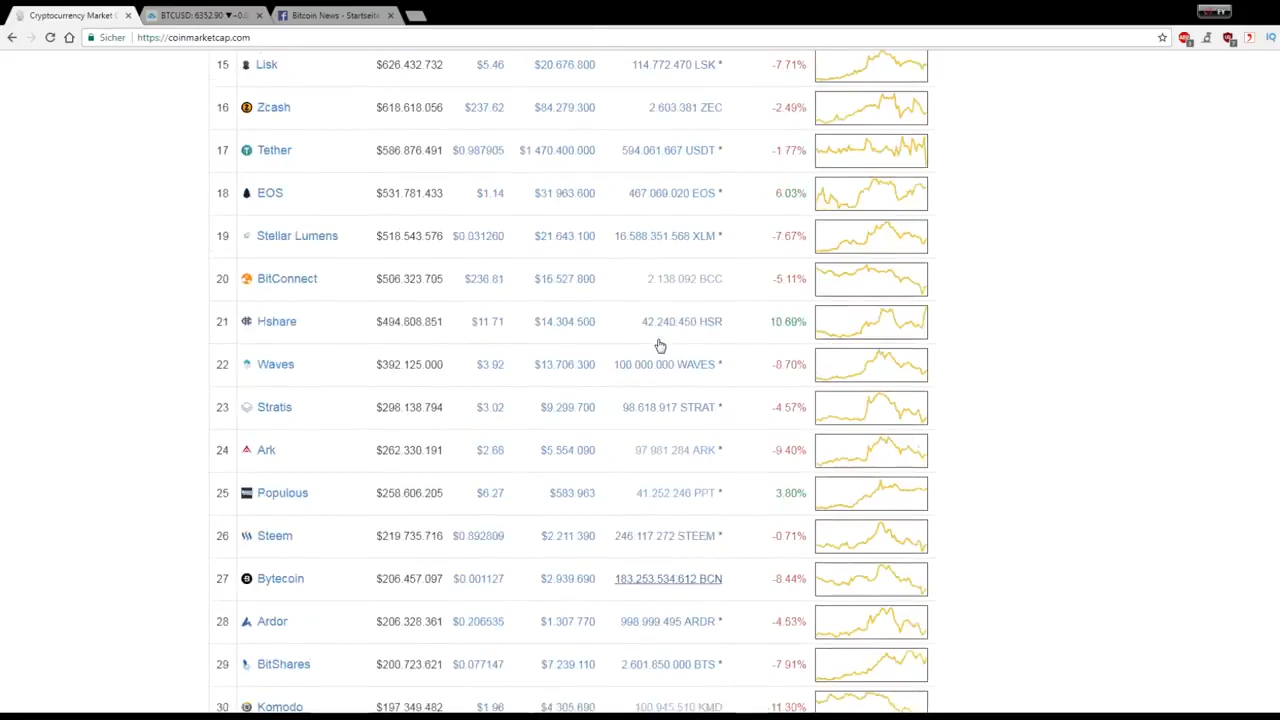 Cryptocurrency Market C
BTCUSD: 6352.90 ▼−0.
Bitcoin News - Startseite
Sicher https://coinmarketcap.com
15 Lisk $626.432.732 $5.46 $20.676.800 114.772.470 LSK * -7.71%
16 Zcash $618.618.056 $237.62 $84.279.300 2.603.381 ZEC -2.49%
17 Tether $586.876.491 $0.987905 $1 470.400.000 594.061.667 USDT * -1.77%
18 EOS $531.781.433 $1.14 $31.963.600 467.069.020 EOS * 6.03%
19 Stellar Lumens $518.543.576 $0.031260 $21.643.100 16.588.351.568 XLM * -7.67%
20 BitConnect $506.323.705 $236.81 $16.527.800 2.138.092 BCC -5.11%
21 Hshare $494.608.851 $11.71 $14.304.500 42.240.450 HSR 10.69%
22 Waves $392.125.000 $3.92 $13.706.300 100.000.000 WAVES * -8.70%
23 Stratis $298.138.794 $3.02 $9.299.700 98.618.917 STRAT * -4.57%
24 Ark $262.330.191 $2.68 $5.554.090 97.981.284 ARK * -9.40%
25 Populous $258.606.205 $6.27 $583.963 41.252.246 PPT * 3.80%
26 Steem $219.735.716 $0.892809 $2.211.390 246.117.272 STEEM * -0.71%
27 Bytecoin $206.457.097 $0.001127 $2.939.690 183.253.534.612 BCN -8.44%
28 Ardor $206.328.361 $0.206535 $1.307.770 998.999.495 ARDR * -4.53%
29 BitShares $200.723.621 $0.077147 $7.239.110 2.601.850.000 BTS * -7.91%
30 Komodo $197.349.482 $1.96 $4.305.690 100.945.510 KMD -11.30%